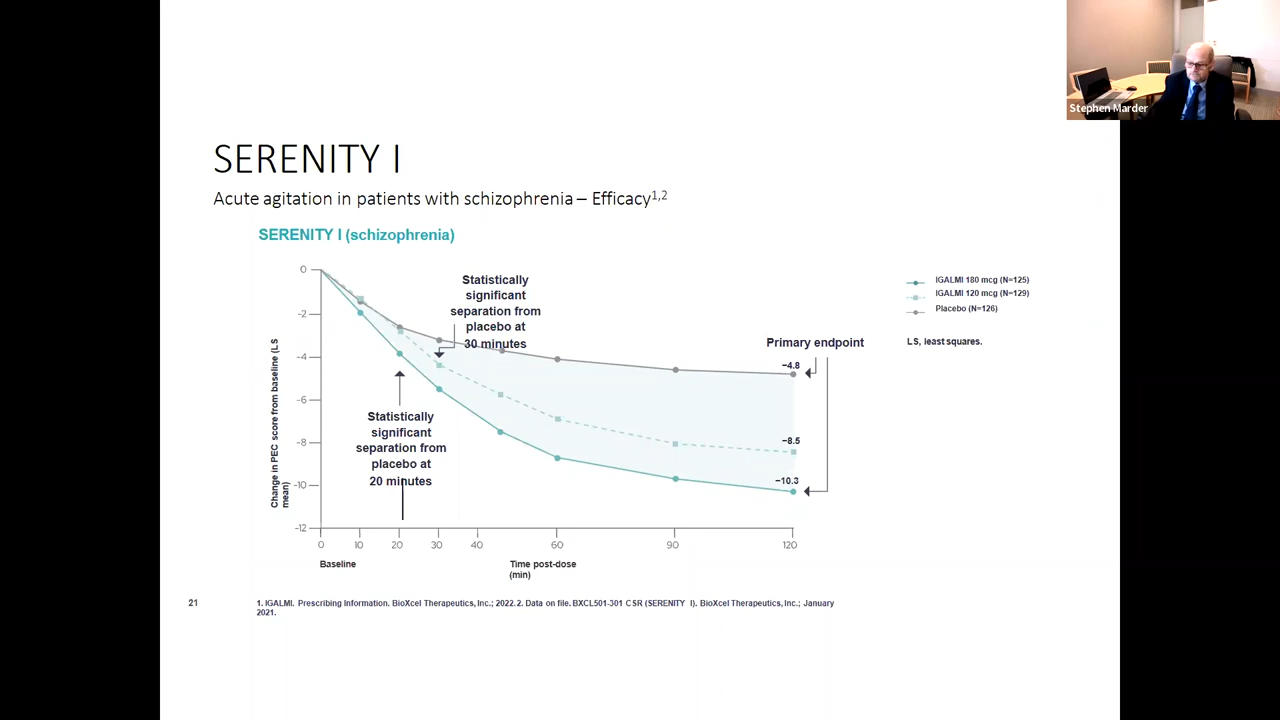 Stephen Marder
SERENITY I
Acute agitation in patients with schizophrenia – Efficacy1,2
SERENITY I (schizophrenia)
Statistically
significant
separation from
placebo at
30 minutes
Statistically
significant
separation from
placebo at
20 minutes
Primary endpoint
−4.8
−8.5
−10.3
IGALMI 180 mcg (N=125)
IGALMI 120 mcg (N=129)
Placebo (N=126)
LS, least squares.
Change in PEC score from baseline (LS
mean)
0
-2
-4
-6
-8
-10
-12
0
10
20
30
40
60
90
120
Baseline
Time post-dose
(min)
21
1. IGALMI. Prescribing Information. BioXcel Therapeutics, Inc.; 2022.2. Data on file. BXCL501-301 CSR (SERENITY I). BioXcel Therapeutics, Inc.; January
2021.